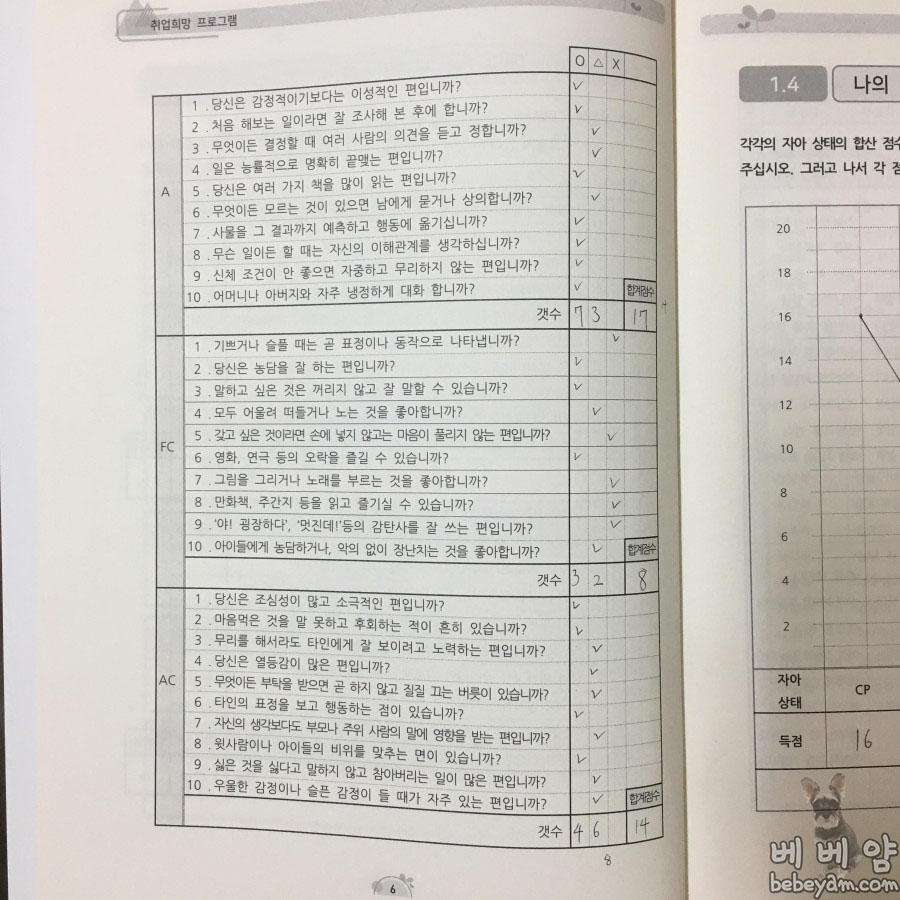 취업희망 프로그램
O △ X
A
1 . 당신은 감정적이기보다는 이성적인 편입니까? ✓
2 . 처음 해보는 일이라면 잘 조사해 본 후에 합니까? ✓
3 . 무엇이든 결정할 때 여러 사람의 의견을 듣고 정합니까? ✓
4 . 일은 능률적으로 명확히 끝맺는 편입니까? ✓
5 . 당신은 여러 가지 책을 많이 읽는 편입니까? ✓
6 . 무엇이든 모르는 것이 있으면 남에게 묻거나 상의합니까? ✓
7 . 사물을 그 결과까지 예측하고 행동에 옮기십니까? ✓
8 . 무슨 일이든 할 때는 자신의 이해관계를 생각하십니까? ✓
9 . 신체 조건이 안 좋으면 자중하고 무리하지 않는 편입니까? ✓
10 . 어머니나 아버지와 자주 냉정하게 대화 합니까? ✓ 합계점수
갯수 7 3 17
FC
1 . 기쁘거나 슬플 때는 곧 표정이나 동작으로 나타냅니까? ✓
2 . 당신은 농담을 잘 하는 편입니까? ✓
3 . 말하고 싶은 것은 꺼리지 않고 잘 말할 수 있습니까? ✓
4 . 모두 어울려 떠들거나 노는 것을 좋아합니까? ✓
5 . 갖고 싶은 것이라면 손에 넣지 않고는 마음이 풀리지 않는 편입니까? ✓
6 . 영화, 연극 등의 오락을 즐길 수 있습니까? ✓
7 . 그림을 그리거나 노래를 부르는 것을 좋아합니까? ✓
8 . 만화책, 주간지 등을 읽고 즐기실 수 있습니까? ✓
9 . '야! 굉장하다', '멋진데!'등의 감탄사를 잘 쓰는 편입니까? ✓
10 . 아이들에게 농담하거나, 악의 없이 장난치는 것을 좋아합니까? ✓ 합계점수
갯수 3 2 8
AC
1 . 당신은 조심성이 많고 소극적인 편입니까? ✓
2 . 마음먹은 것을 말 못하고 후회하는 적이 흔히 있습니까? ✓
3 . 무리를 해서라도 타인에게 잘 보이려고 노력하는 편입니까? ✓
4 . 당신은 열등감이 많은 편입니까? ✓
5 . 무엇이든 부탁을 받으면 곧 하지 않고 질질 끄는 버릇이 있습니까? ✓
6 . 타인의 표정을 보고 행동하는 점이 있습니까? ✓
7 . 자신의 생각보다도 부모나 주위 사람의 말에 영향을 받는 편입니까? ✓
8 . 윗사람이나 아이들의 비위를 맞추는 면이 있습니까? ✓
9 . 싫은 것을 싫다고 말하지 않고 참아버리는 일이 많은 편입니까? ✓
10 . 우울한 감정이나 슬픈 감정이 들 때가 자주 있는 편입니까? ✓ 합계점수
갯수 4 6 14
8
6
1.4 나의
각각의 자아 상태의 합산 점수
주십시오. 그러고 나서 각 점
20
18
16
14
12
10
8
6
4
2
자아 상태 CP
득점 16
베베얌
bebeyam.com